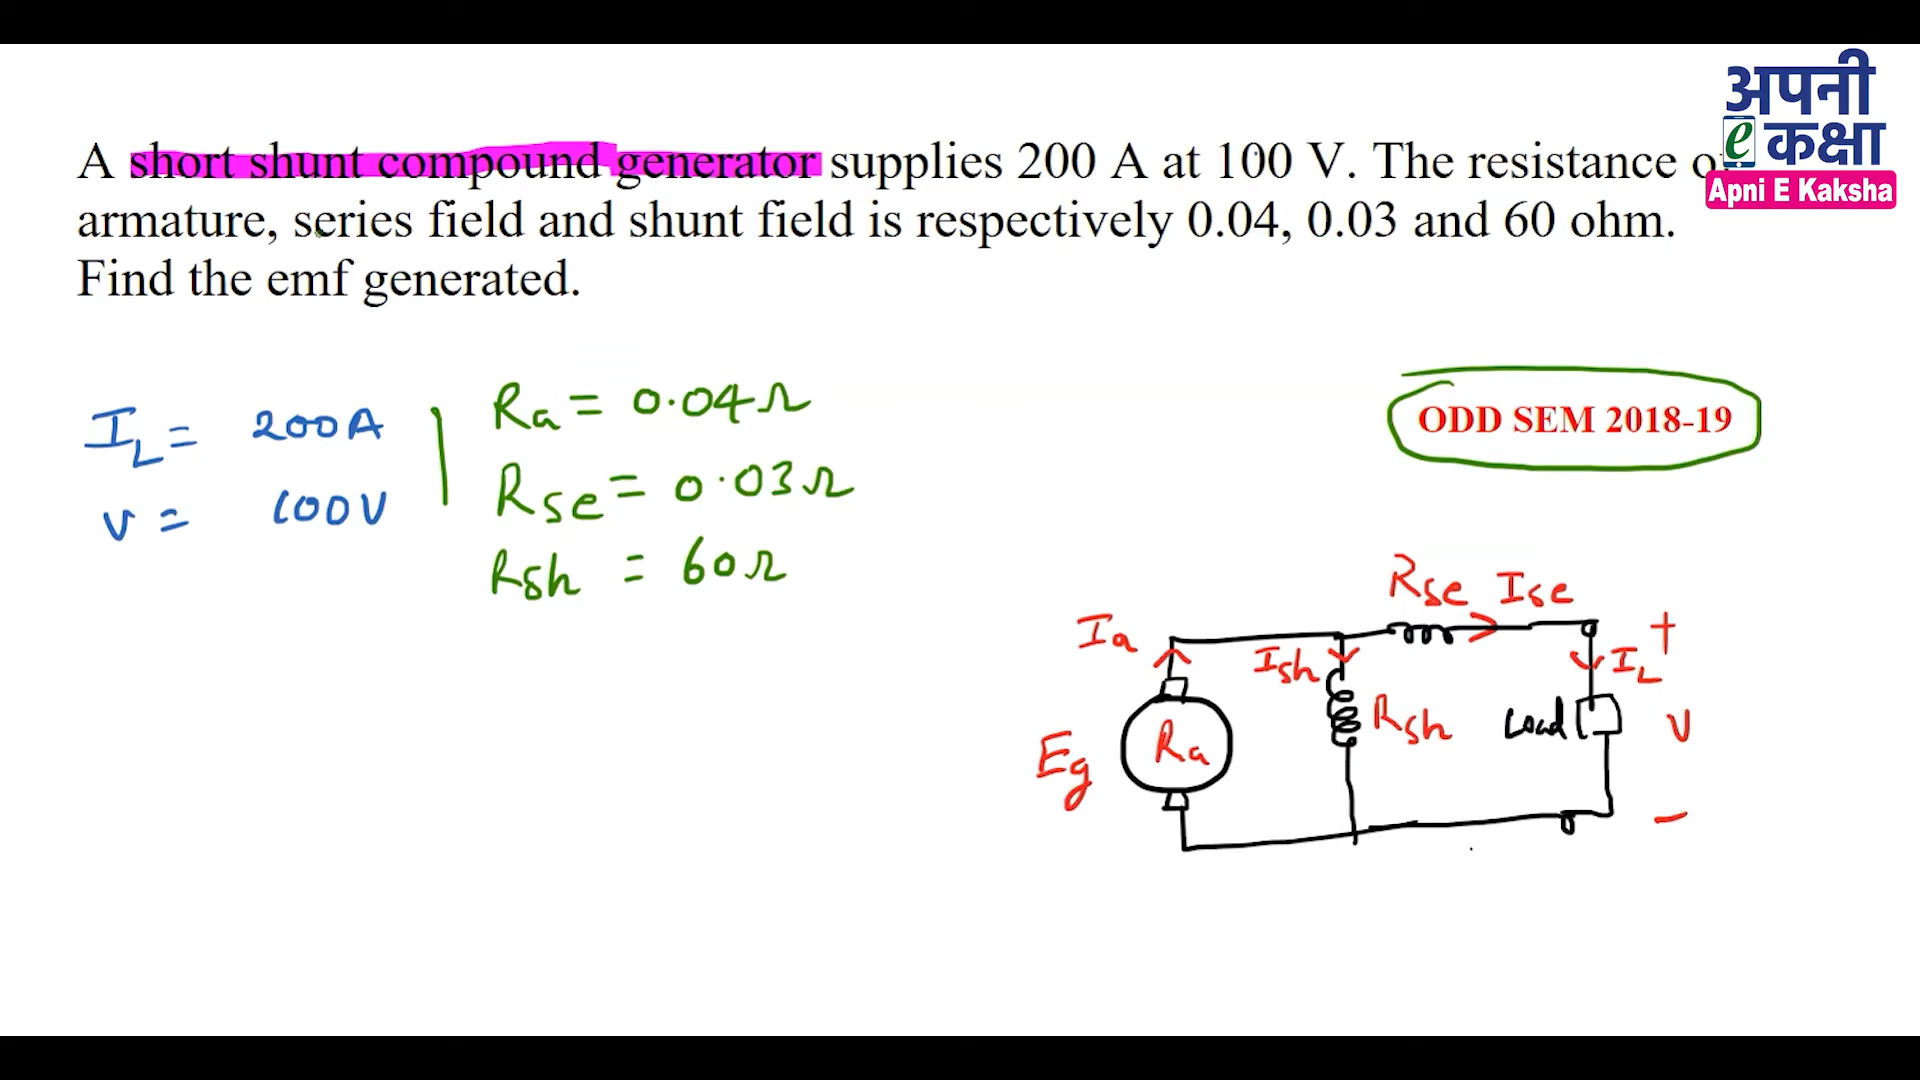 अपनी
e कक्षा
Apni E Kaksha
A short shunt compound generator supplies 200 A at 100 V. The resistance
armature, series field and shunt field is respectively 0.04, 0.03 and 60 ohm.
Find the emf generated.
I_L = 200A
V = 100V
Ra = 0.04Ω
Rse = 0.03Ω
Rsh = 60Ω
ODD SEM 2018-19
Rse Ise
Ia
Ish
IL
+
Eg
Ra
Rsh
Load
V
-